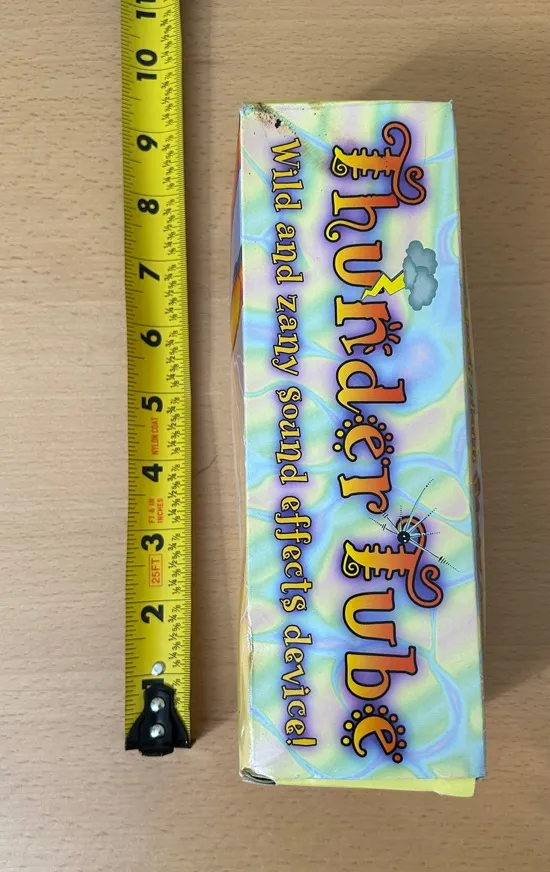 Thunder Tube
Wild and zany sound effects device!
11
10
9
8
7
6
5
NYLON COAT
4
FT & IN
INCHES
3
25FT
2
1